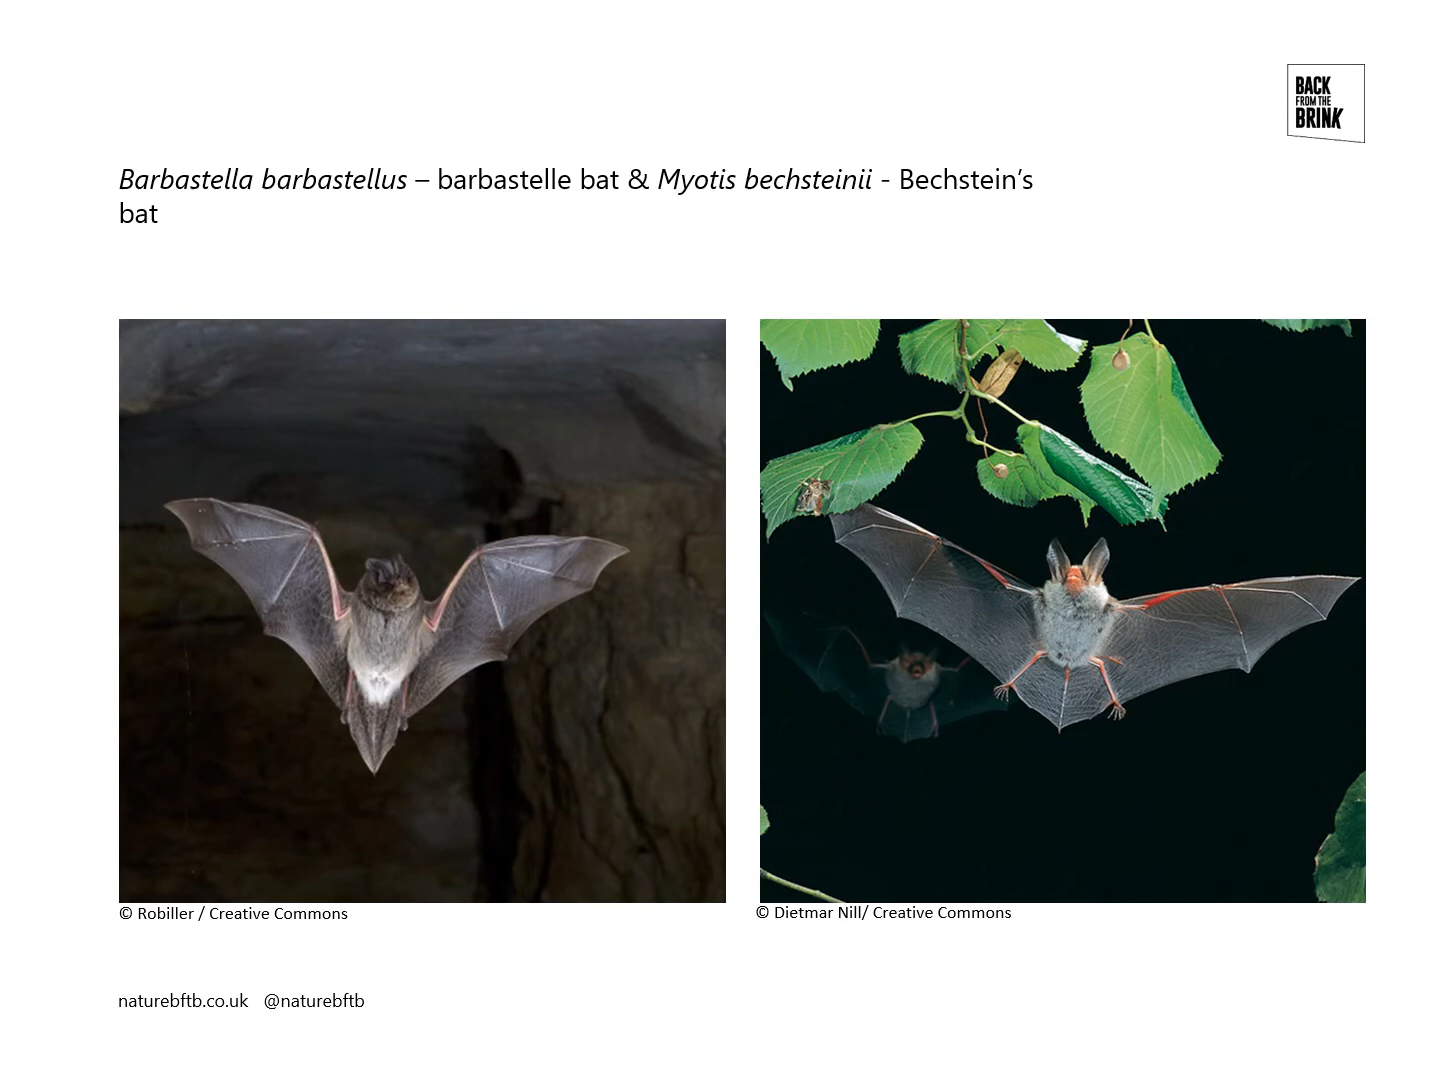 BACK
FROM THE
BRINK
Barbastella barbastellus – barbastelle bat & Myotis bechsteinii - Bechstein’s
bat
© Robiller / Creative Commons
© Dietmar Nill/ Creative Commons
naturebftb.co.uk @naturebftb